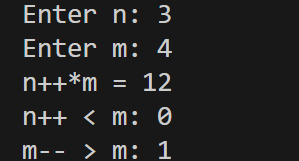 Enter n: 3
Enter m: 4
n++*m = 12
n++ < m: 0
m-- > m: 1